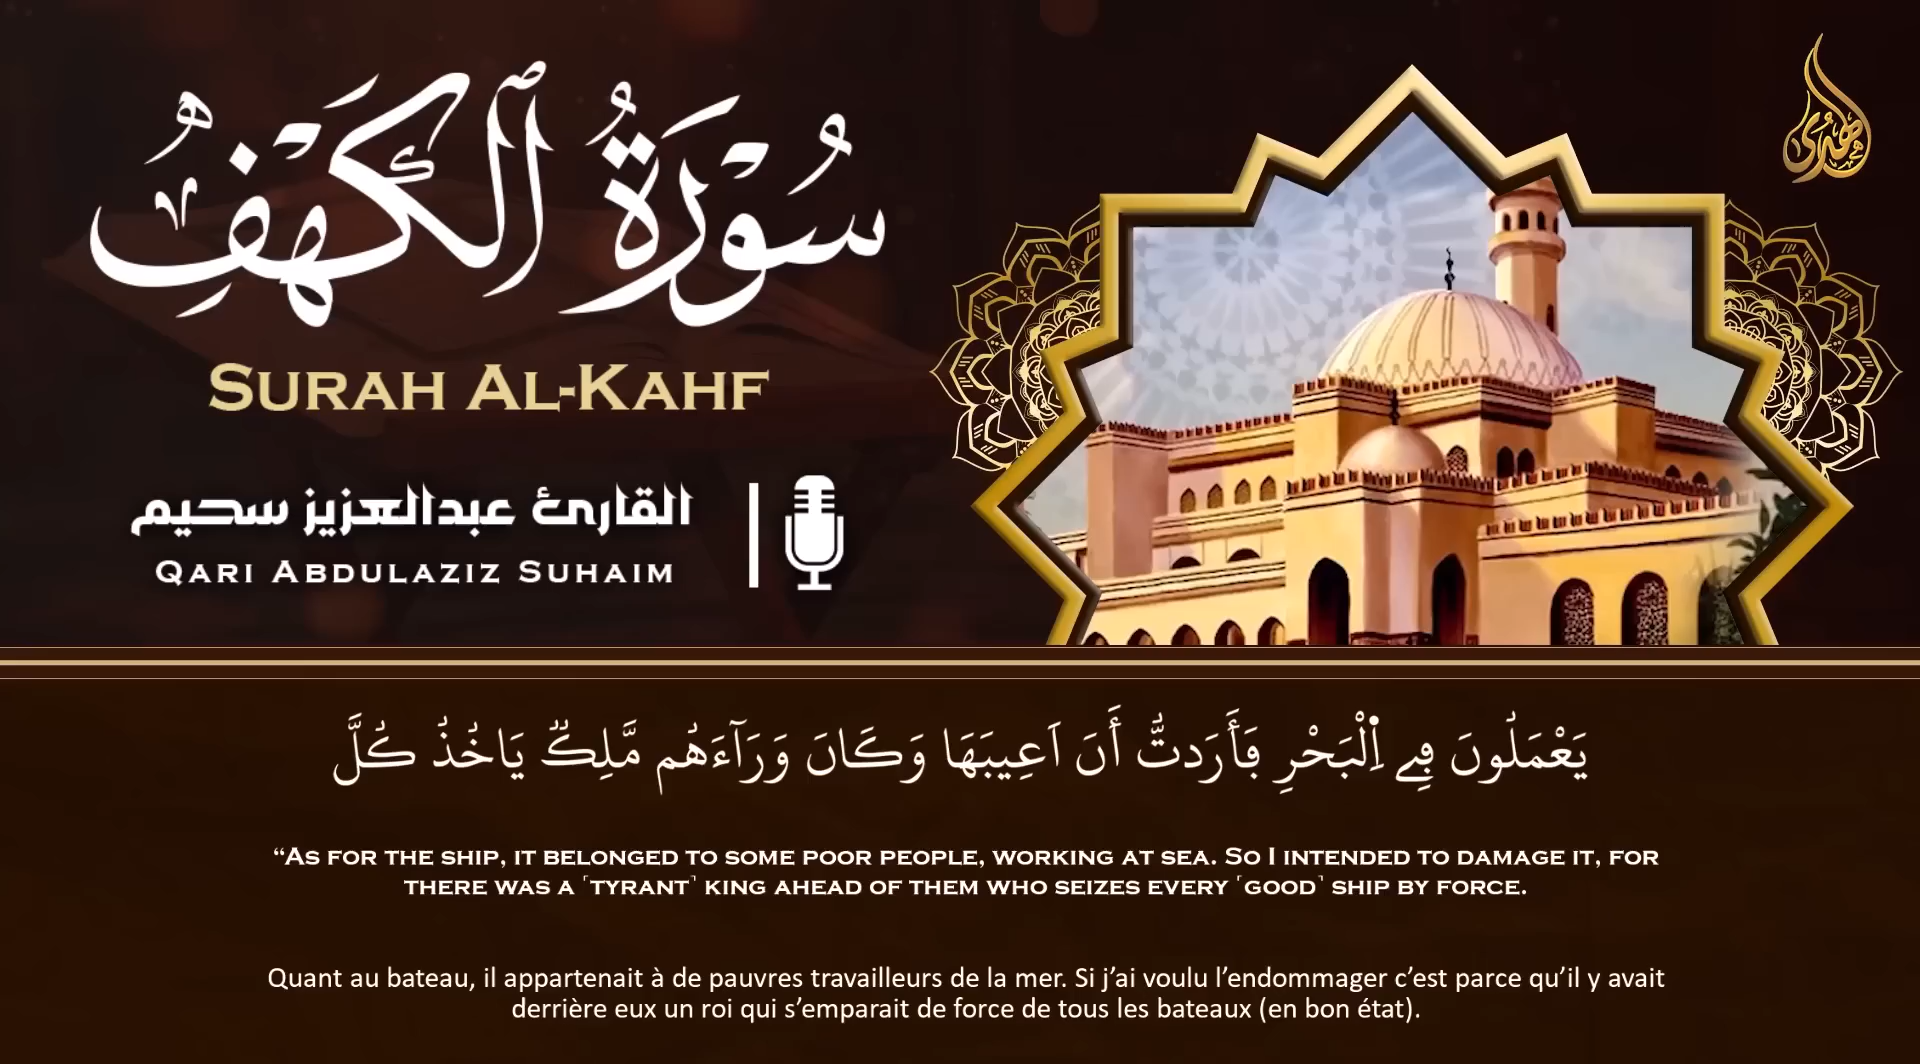 سُورَةُ ٱلْكَهْفِ
Surah Al-Kahf
القارئ عبدالعزيز سحيم
Qari Abdulaziz Suhaim
الهدى
يَعْمَلُونَ فِے اِ۬لْبَحْرِ فَأَرَدتُّ أَنَ اَعِيبَهَا وَكَانَ وَرَآءَهُم مَّلِكٌ يَاخُذُ كُلَّ
“As for the ship, it belonged to some poor people, working at sea. So I intended to damage it, for
there was a ˹tyrant˺ king ahead of them who seizes every ˹good˺ ship by force.
Quant au bateau, il appartenait à de pauvres travailleurs de la mer. Si j’ai voulu l’endommager c’est parce qu’il y avait
derrière eux un roi qui s’emparait de force de tous les bateaux (en bon état).